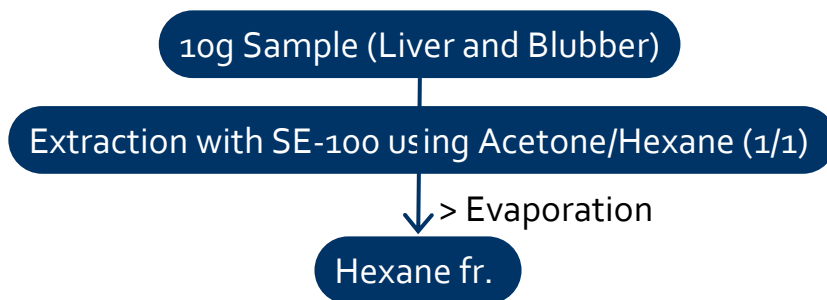 10g Sample (Liver and Blubber)
Extraction with SE-100 using Acetone/Hexane (1/1)
> Evaporation
Hexane fr.